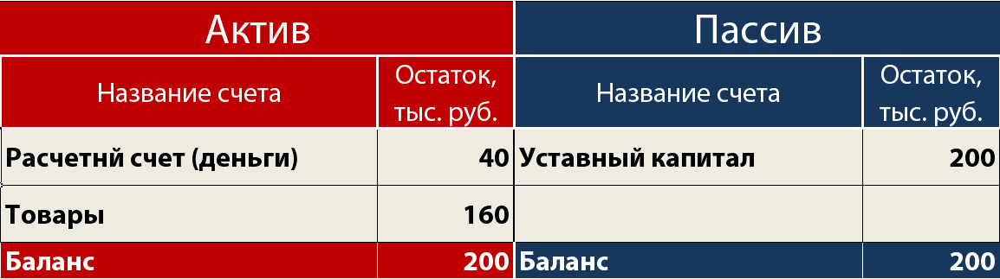 Актив Пассив
Название счета Остаток, тыс. руб. Название счета Остаток, тыс. руб.
Расчетнй счет (деньги) 40 Уставный капитал 200
Товары 160
Баланс 200 Баланс 200